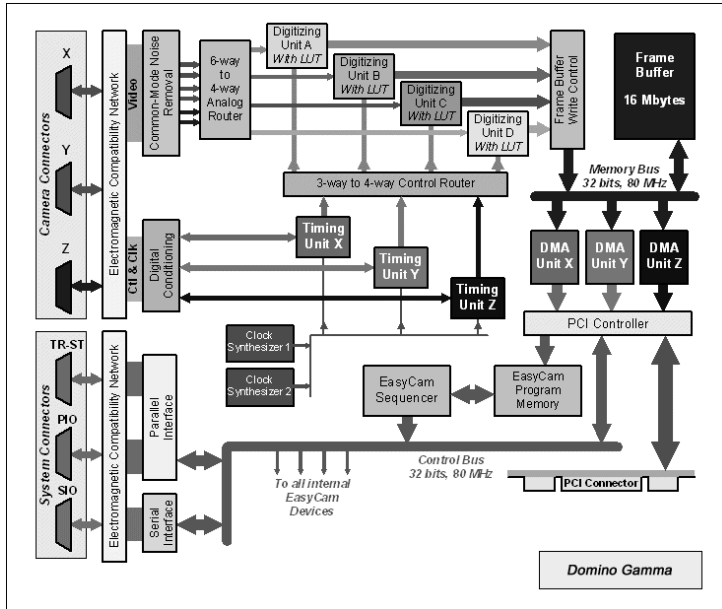 Camera Connectors
X
Y
Z
Electromagnetic Compatibility Network
Video
Ctl & Clk
Common-Mode Noise
Removal
Digital
Conditioning
6-way
to
4-way
Analog
Router
Digitizing
Unit A
With LUT
Digitizing
Unit B
With LUT
Digitizing
Unit C
With LUT
Digitizing
Unit D
With LUT
Frame Buffer
Write Control
Frame
Buffer
16 Mbytes
Memory Bus
32 bits, 80 MHz
3-way to 4-way Control Router
Timing
Unit X
Timing
Unit Y
Timing
Unit Z
DMA
Unit X
DMA
Unit Y
DMA
Unit Z
PCI Controller
Clock
Synthesizer 1
Clock
Synthesizer 2
EasyCam
Sequencer
EasyCam
Program
Memory
System Connectors
TR-ST
PIO
SIO
Electromagnetic Compatibility Network
Parallel
Interface
Serial
Interface
Control Bus
32 bits, 80 MHz
To all internal
EasyCam
Devices
PCI Connector
Domino Gamma